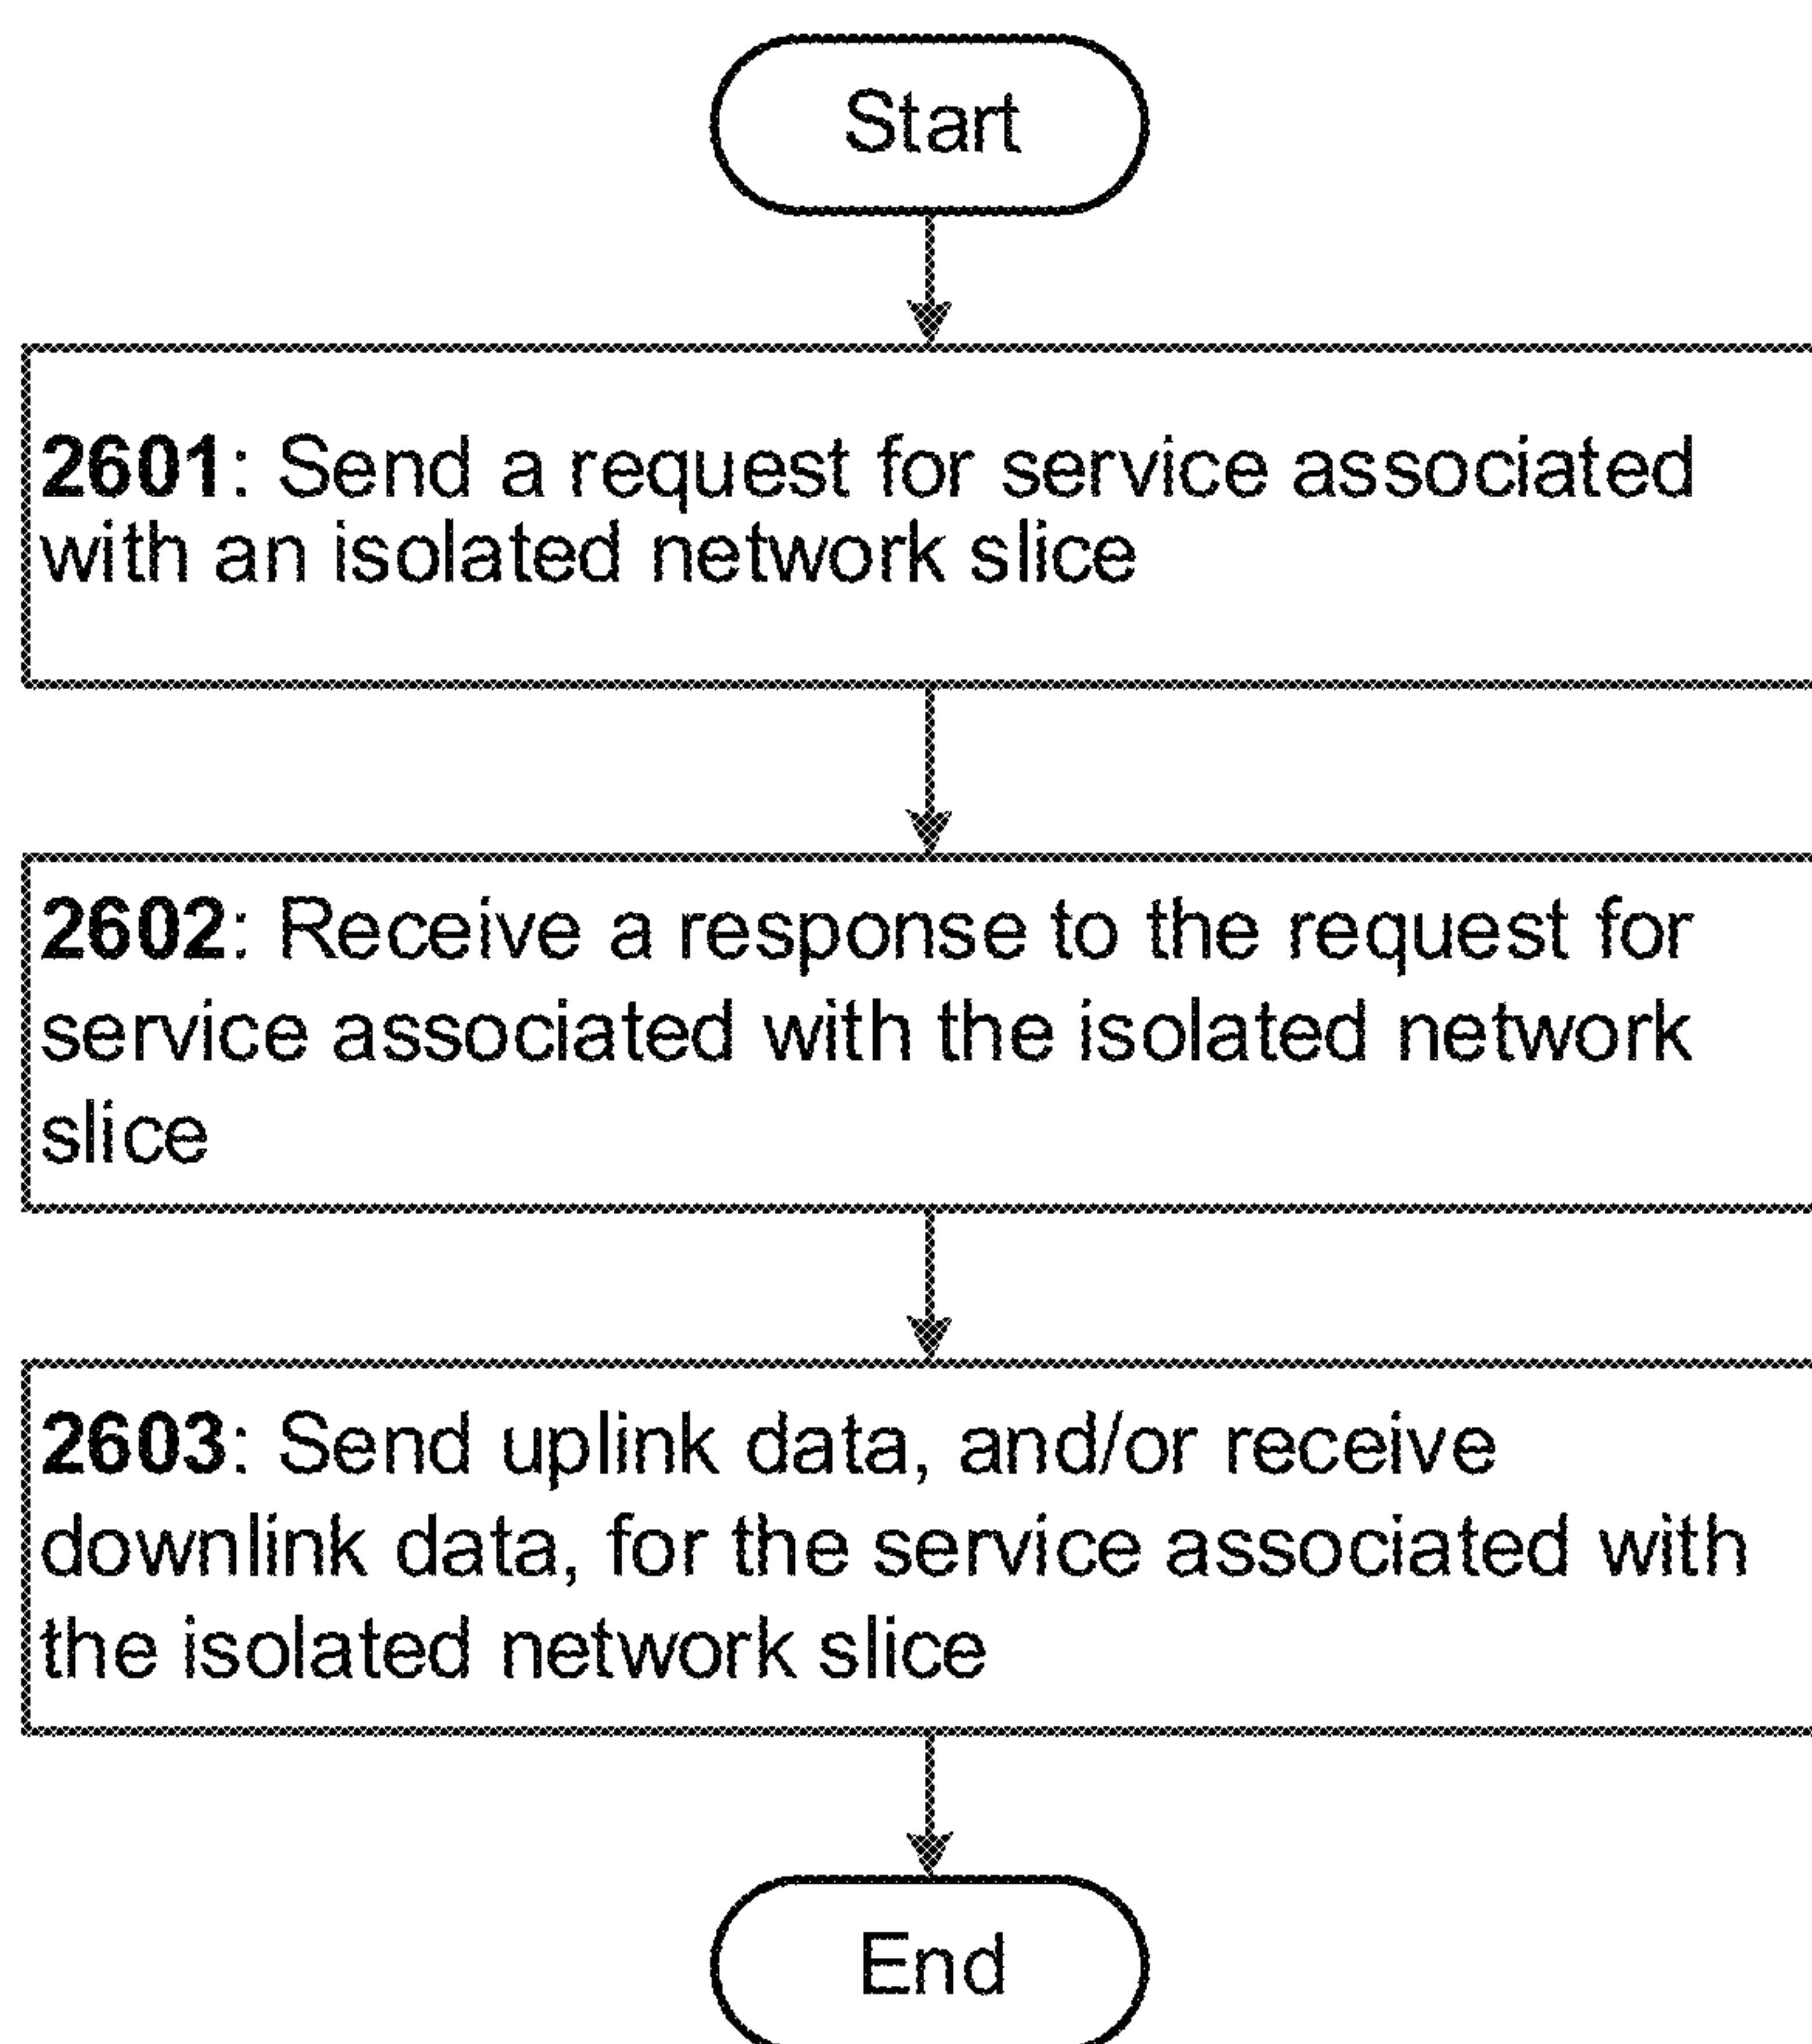 Start
2601: Send a request for service associated
with an isolated network slice
2602: Receive a response to the request for
service associated with the isolated network
slice
2603: Send uplink data, and/or receive
downlink data, for the service associated with
the isolated network slice
End